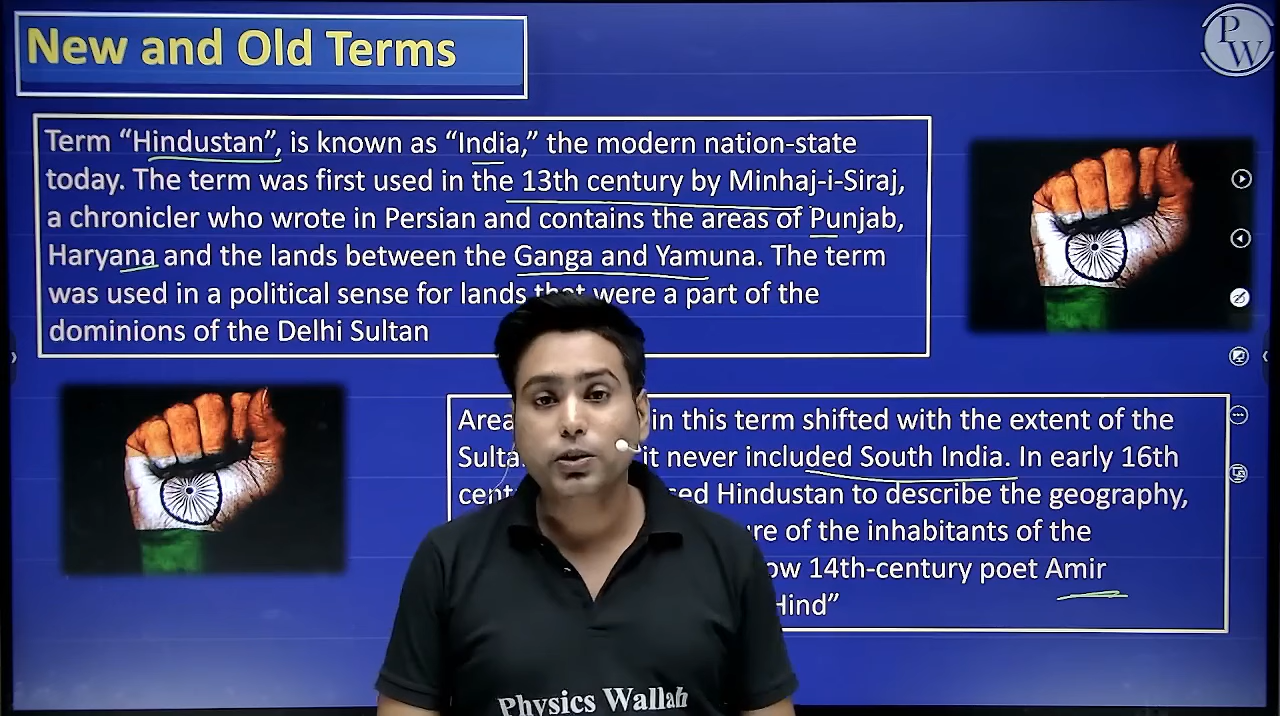 New and Old Terms
P
W
Term “Hindustan”, is known as “India,” the modern nation-state
today. The term was first used in the 13th century by Minhaj-i-Siraj,
a chronicler who wrote in Persian and contains the areas of Punjab,
Haryana and the lands between the Ganga and Yamuna. The term
was used in a political sense for lands that were a part of the
dominions of the Delhi Sultan
Area in this term shifted with the extent of the
Sulta it never included South India. In early 16th
cent sed Hindustan to describe the geography,
ure of the inhabitants of the
ow 14th-century poet Amir
Hind”
Physics Wallah